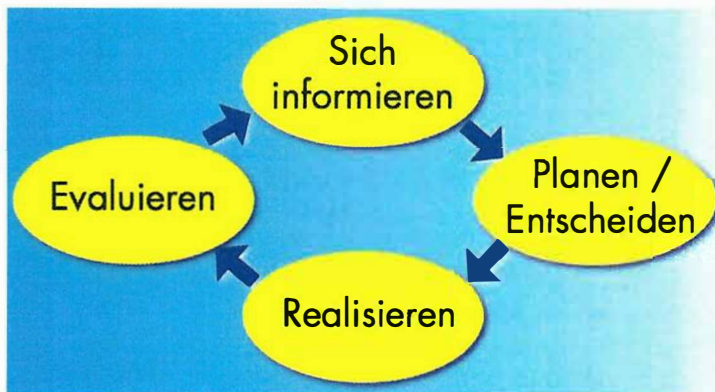 Sich
informieren
Planen /
Entscheiden
Realisieren
Evaluieren